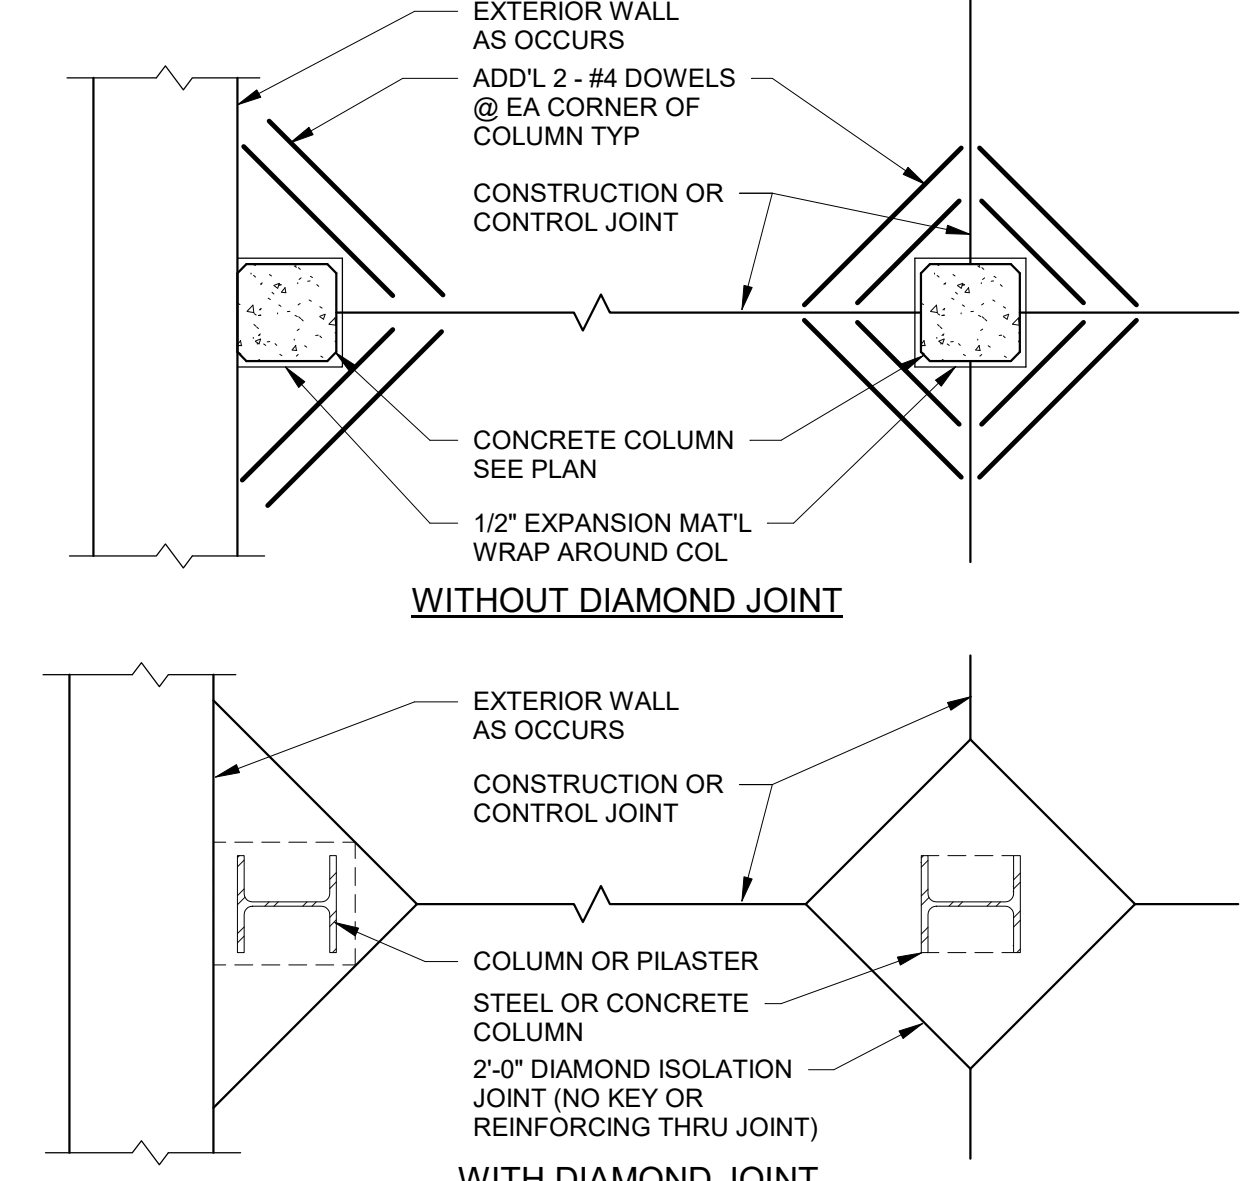 EXTERIOR WALL
AS OCCURS
ADD'L 2 - #4 DOWELS
@ EA CORNER OF
COLUMN TYP
CONSTRUCTION OR
CONTROL JOINT
CONCRETE COLUMN
SEE PLAN
1/2" EXPANSION MAT'L
WRAP AROUND COL
WITHOUT DIAMOND JOINT
EXTERIOR WALL
AS OCCURS
CONSTRUCTION OR
CONTROL JOINT
COLUMN OR PILASTER
STEEL OR CONCRETE
COLUMN
2'-0" DIAMOND ISOLATION
JOINT (NO KEY OR
REINFORCING THRU JOINT)
WITH DIAMOND JOINT